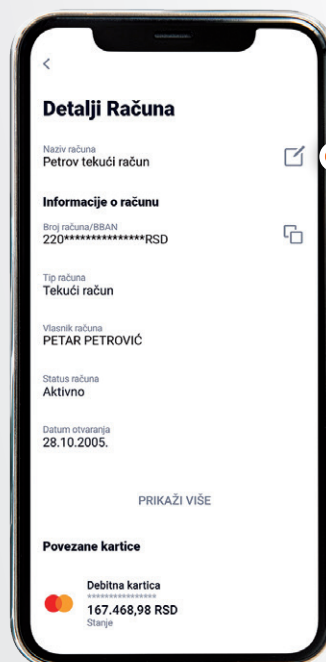 Detalji Računa
Naziv računa
Petrov tekući račun
Informacije o računu
Broj računa/BBAN
220***************RSD
Tip računa
Tekući račun
Vlasnik računa
PETAR PETROVIĆ
Status računa
Aktivno
Datum otvaranja
28.10.2005.
PRIKAŽI VIŠE
Povezane kartice
Debitna kartica
****************
167.468,98 RSD
Stanje